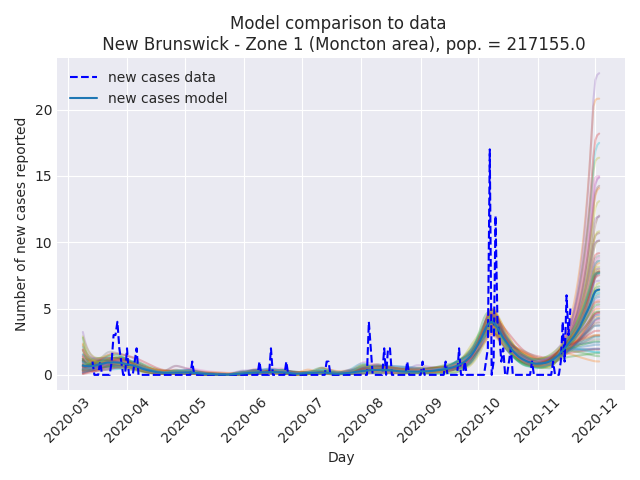 Model comparison to data
New Brunswick - Zone 1 (Moncton area), pop. = 217155.0
new cases data
new cases model
Number of new cases reported
20
15
10
5
0
2020-03
2020-04
2020-05
2020-06
2020-07
2020-08
2020-09
2020-10
2020-11
2020-12
Day